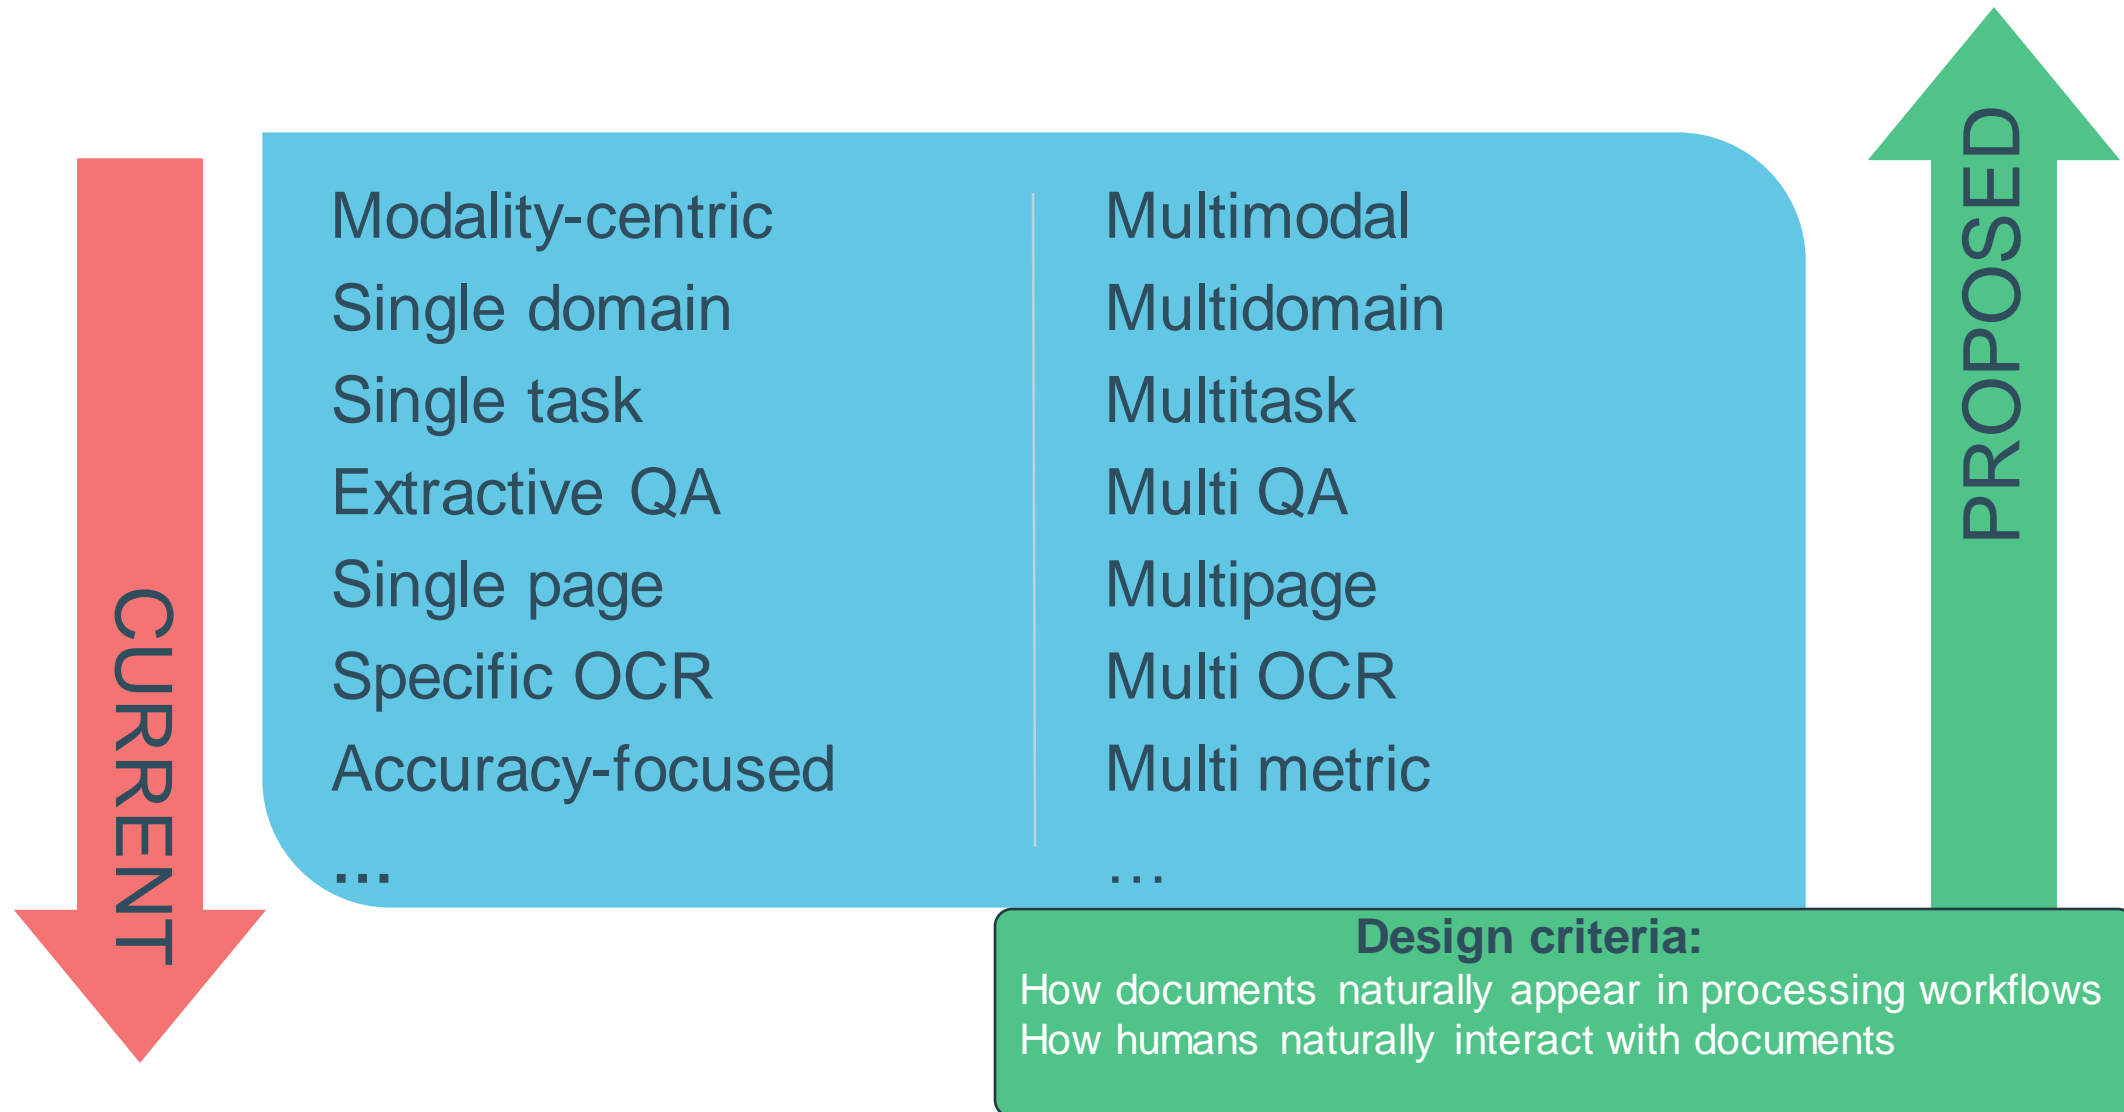 CURRENT
Modality-centric
Single domain
Single task
Extractive QA
Single page
Specific OCR
Accuracy-focused
...
Multimodal
Multidomain
Multitask
Multi QA
Multipage
Multi OCR
Multi metric
...
PROPOSED
Design criteria:
How documents naturally appear in processing workflows
How humans naturally interact with documents